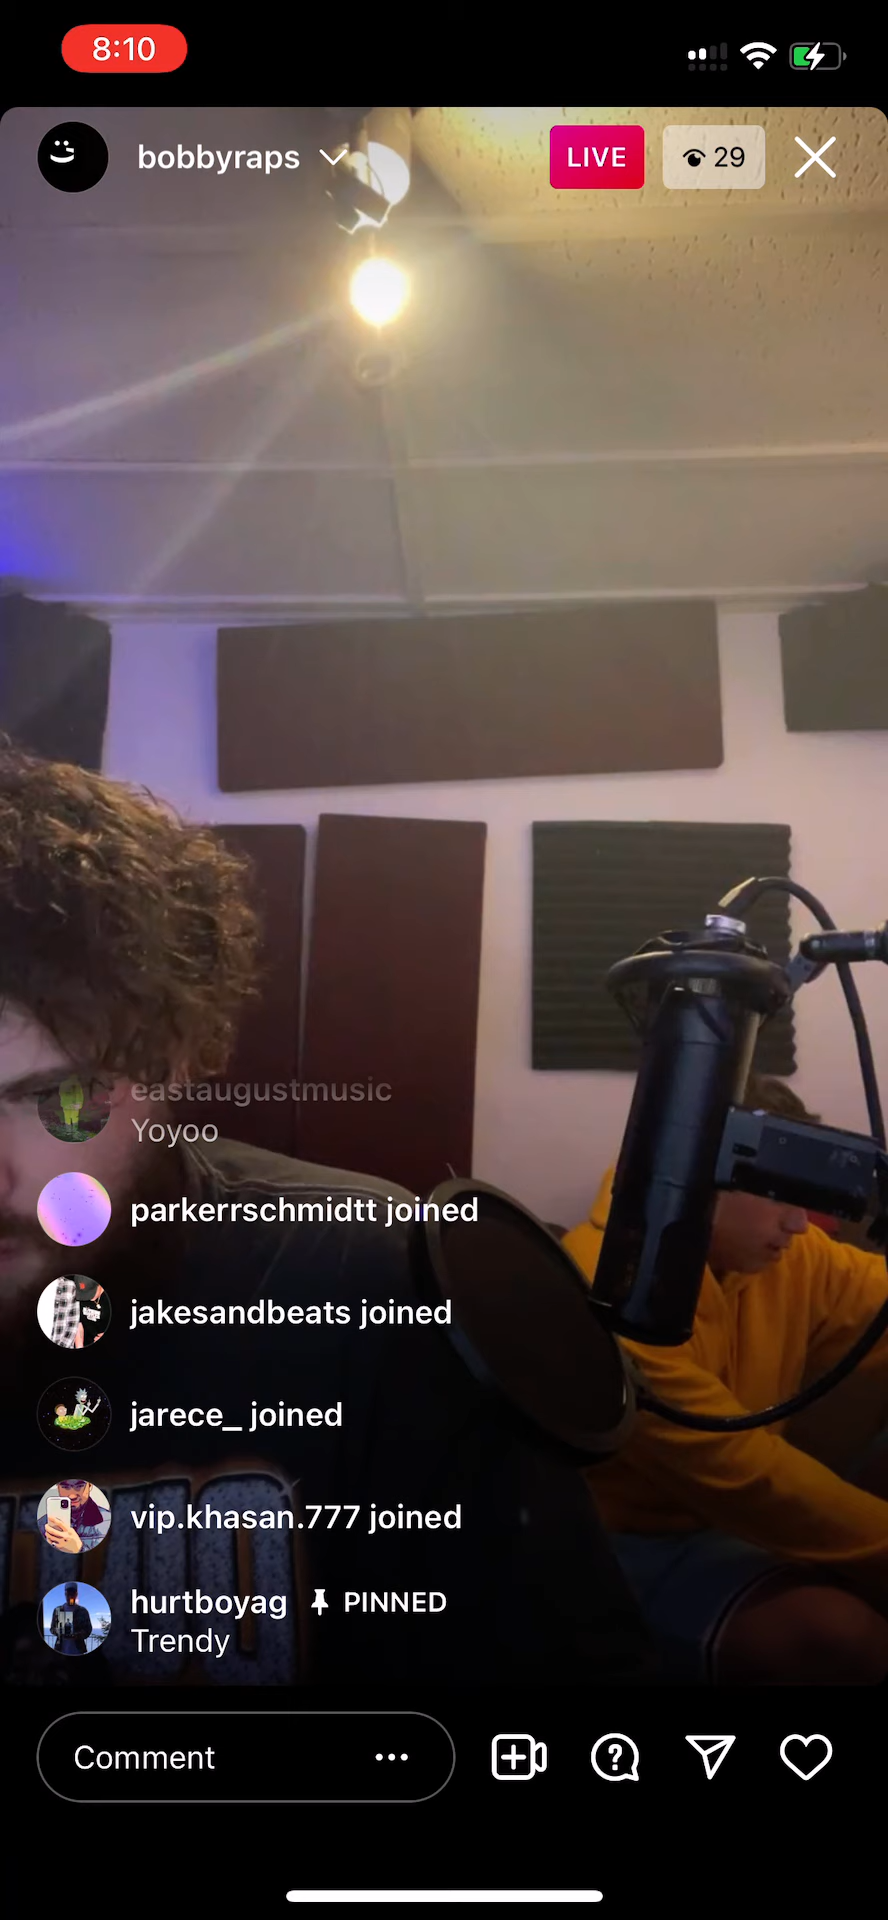 8:10
bobbyraps
LIVE
29
eastaugustmusic
Yoyoo
parkerrschmidtt joined
jakesandbeats joined
jarece_ joined
vip.khasan.777 joined
hurtboyag PINNED
Trendy
Comment